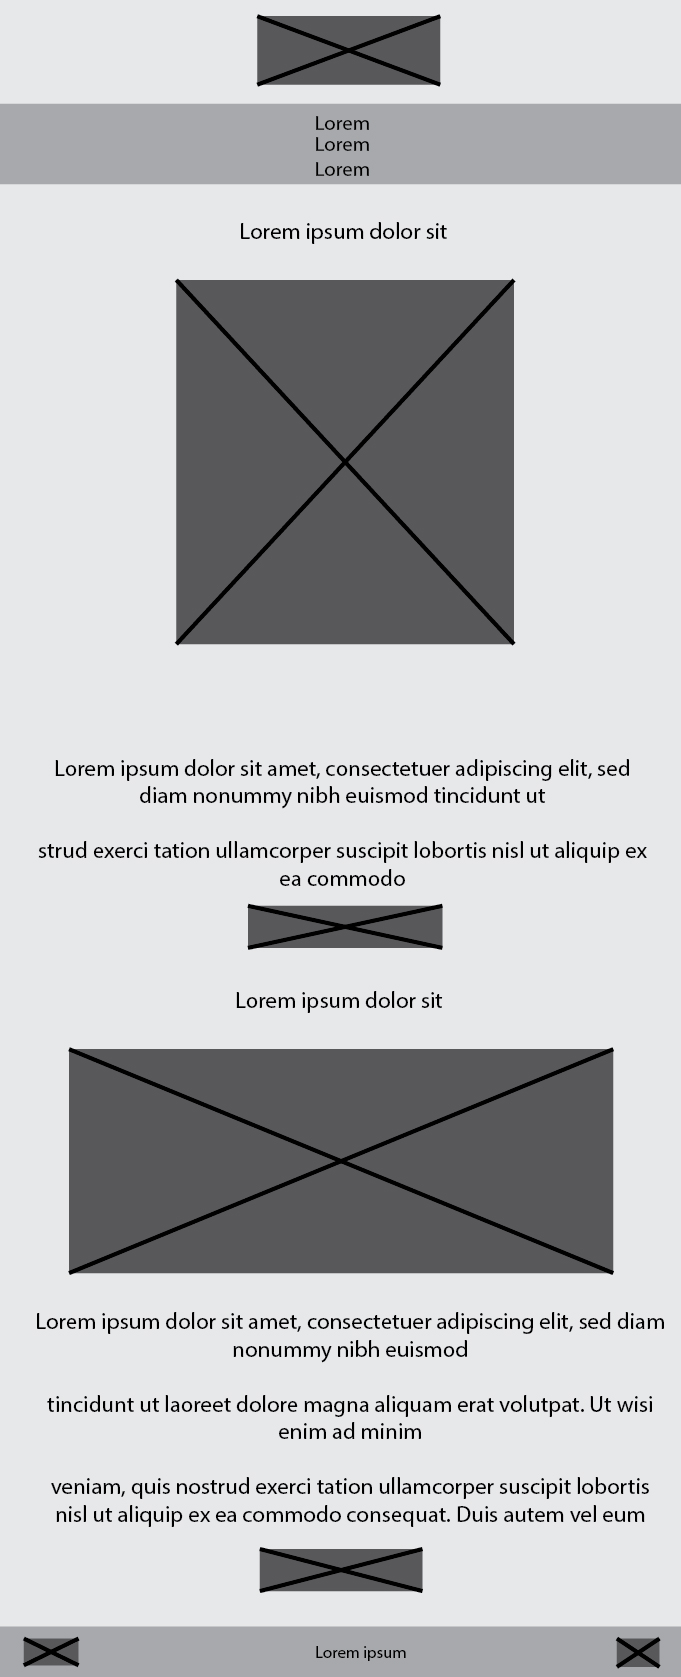 Lorem
Lorem
Lorem
Lorem ipsum dolor sit
Lorem ipsum dolor sit amet, consectetuer adipiscing elit, sed
diam nonummy nibh euismod tincidunt ut
strud exerci tation ullamcorper suscipit lobortis nisl ut aliquip ex
ea commodo
Lorem ipsum dolor sit
Lorem ipsum dolor sit amet, consectetuer adipiscing elit, sed diam
nonummy nibh euismod
tincidunt ut laoreet dolore magna aliquam erat volutpat. Ut wisi
enim ad minim
veniam, quis nostrud exerci tation ullamcorper suscipit lobortis
nisl ut aliquip ex ea commodo consequat. Duis autem vel eum
Lorem ipsum